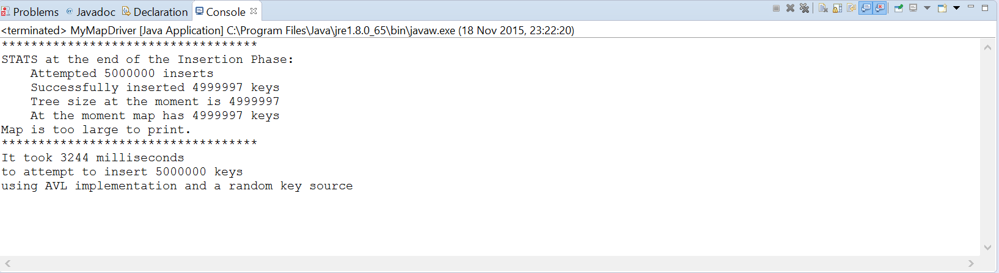 Problems @ Javadoc Declaration Console
<terminated> MyMapDriver [Java Application] C:\Program Files\Java\jre1.8.0_65\bin\javaw.exe (18 Nov 2015, 23:22:20)
***********************************
STATS at the end of the Insertion Phase:
    Attempted 5000000 inserts
    Successfully inserted 4999997 keys
    Tree size at the moment is 4999997
    At the moment map has 4999997 keys
Map is too large to print.
***********************************
It took 3244 milliseconds
to attempt to insert 5000000 keys
using AVL implementation and a random key source